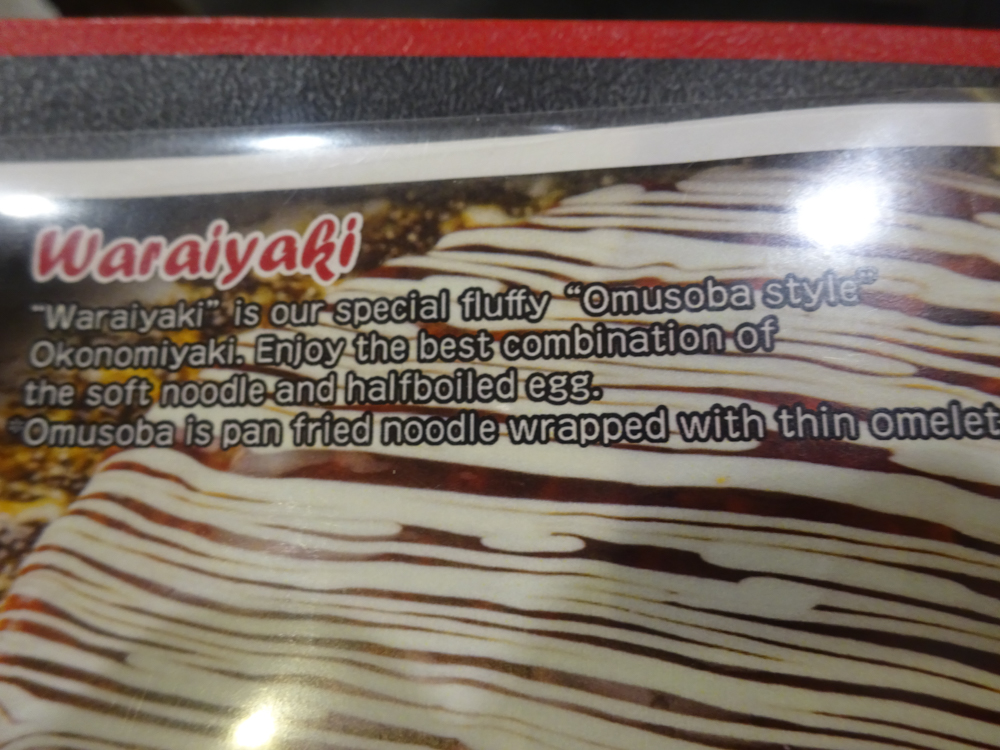 Waraiyaki
"Waraiyaki" is our special fluffy "Omusoba style"
Okonomiyaki. Enjoy the best combination of
the soft noodle and halfboiled egg.
*Omusoba is pan fried noodle wrapped with thin omelet